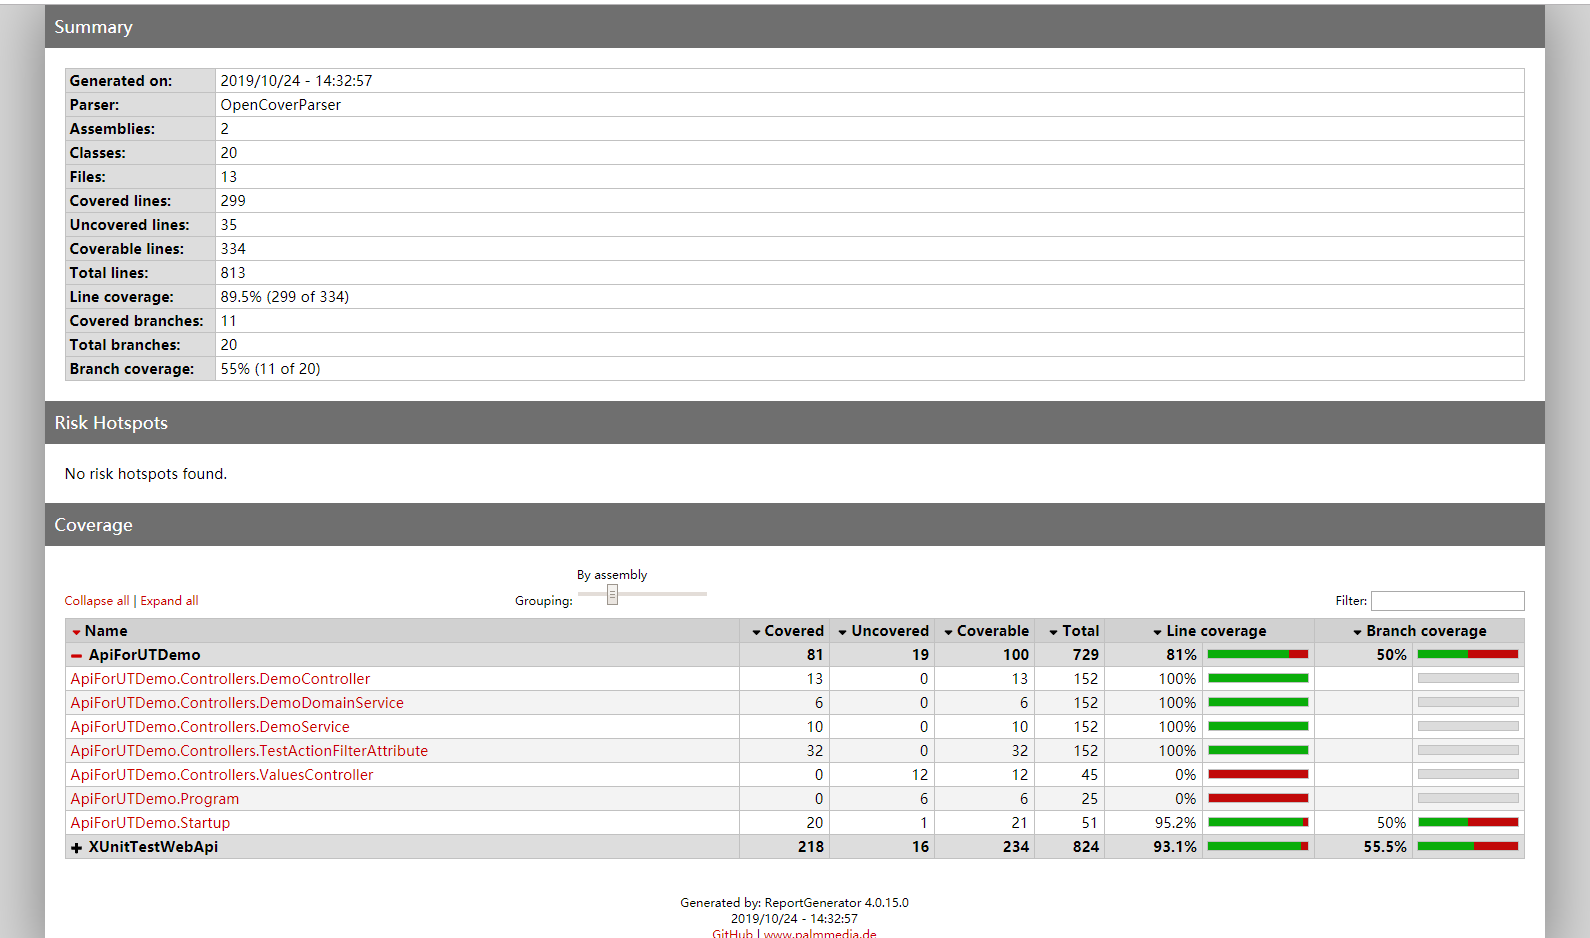 Summary
Generated on: 2019/10/24 - 14:32:57
Parser: OpenCoverParser
Assemblies: 2
Classes: 20
Files: 13
Covered lines: 299
Uncovered lines: 35
Coverable lines: 334
Total lines: 813
Line coverage: 89.5% (299 of 334)
Covered branches: 11
Total branches: 20
Branch coverage: 55% (11 of 20)
Risk Hotspots
No risk hotspots found.
Coverage
By assembly
Collapse all | Expand all Grouping: Filter:
Name Covered Uncovered Coverable Total Line coverage Branch coverage
ApiForUTDemo 81 19 100 729 81% 50%
ApiForUTDemo.Controllers.DemoController 13 0 13 152 100%
ApiForUTDemo.Controllers.DemoDomainService 6 0 6 152 100%
ApiForUTDemo.Controllers.DemoService 10 0 10 152 100%
ApiForUTDemo.Controllers.TestActionFilterAttribute 32 0 32 152 100%
ApiForUTDemo.Controllers.ValuesController 0 12 12 45 0%
ApiForUTDemo.Program 0 6 6 25 0%
ApiForUTDemo.Startup 20 1 21 51 95.2% 50%
XUnitTestWebApi 218 16 234 824 93.1% 55.5%
Generated by: ReportGenerator 4.0.15.0
2019/10/24 - 14:32:57
GitHub | www.palmmedia.de